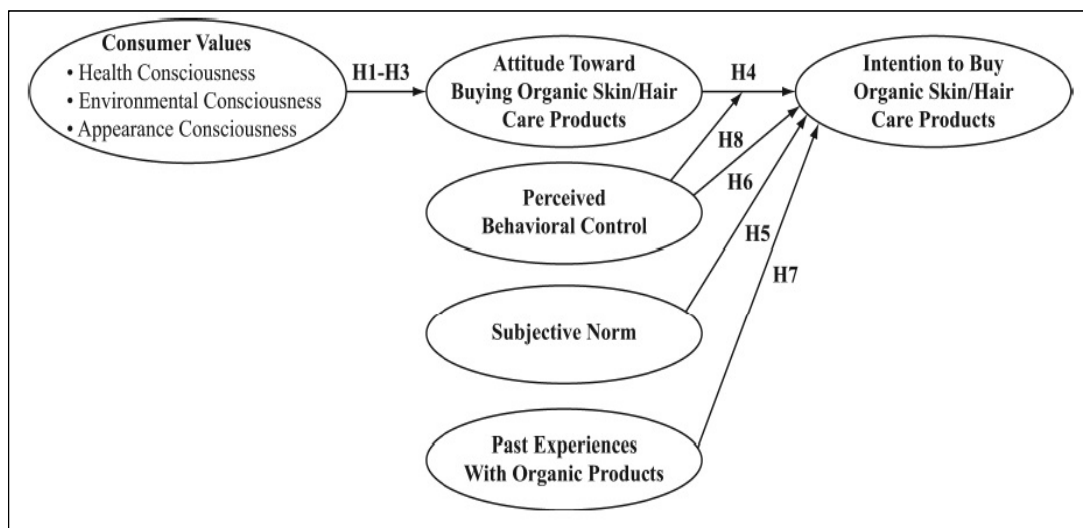 Consumer Values
• Health Consciousness
• Environmental Consciousness
• Appearance Consciousness
H1-H3
Attitude Toward
Buying Organic Skin/Hair
Care Products
H4
Intention to Buy
Organic Skin/Hair
Care Products
H8
H6
Perceived
Behavioral Control
H5
H7
Subjective Norm
Past Experiences
With Organic Products